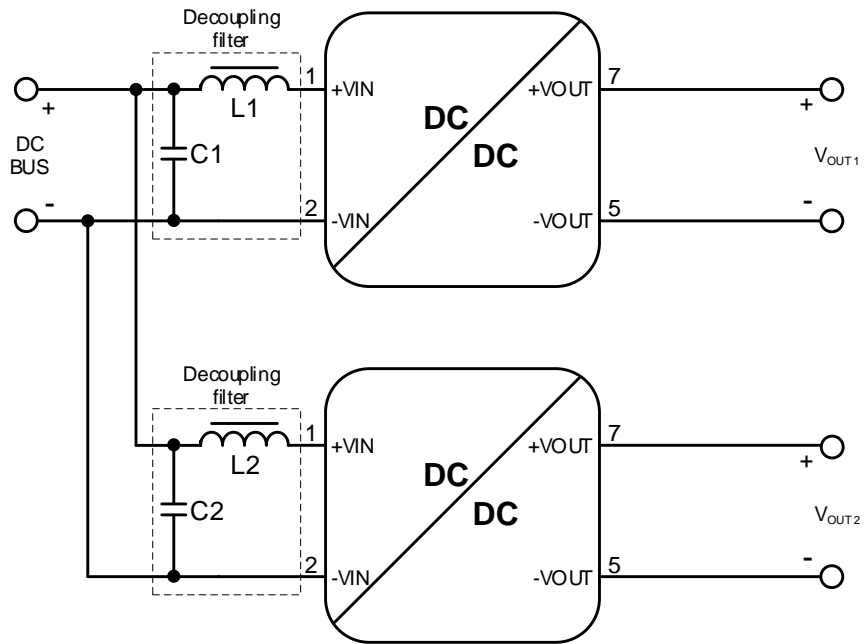 Decoupling
filter
1
+VIN
+VOUT
7
+
L1
DC
+
DC
BUS
C1
DC
VOUT1
-
2
-VIN
-VOUT
5
-
Decoupling
filter
1
+VIN
+VOUT
7
L2
DC
+
C2
DC
VOUT2
2
-VIN
-VOUT
5
-